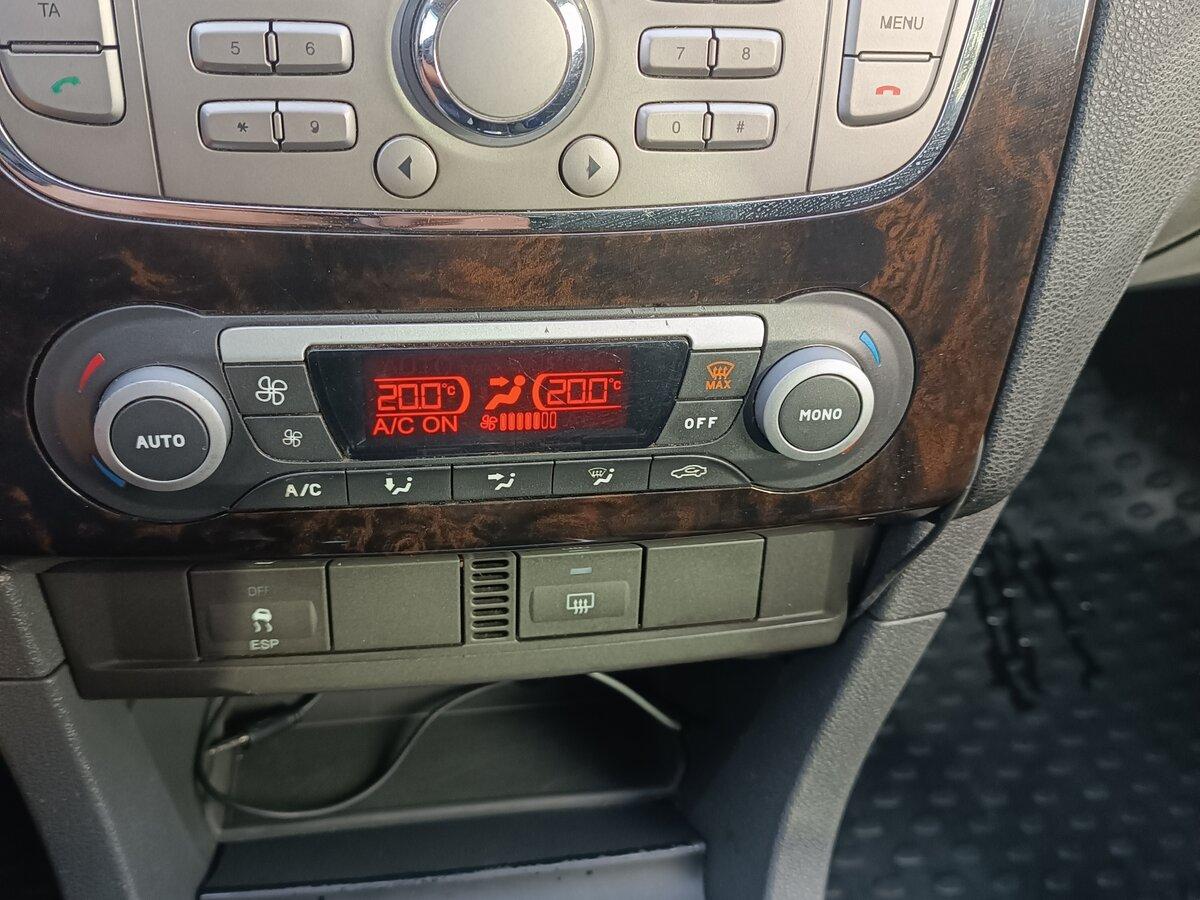 TA
MENU
5 6
7 8
* 9
0 #
20.0°C 20.0°C
A/C ON
MAX
AUTO
OFF
MONO
A/C
OFF
ESP